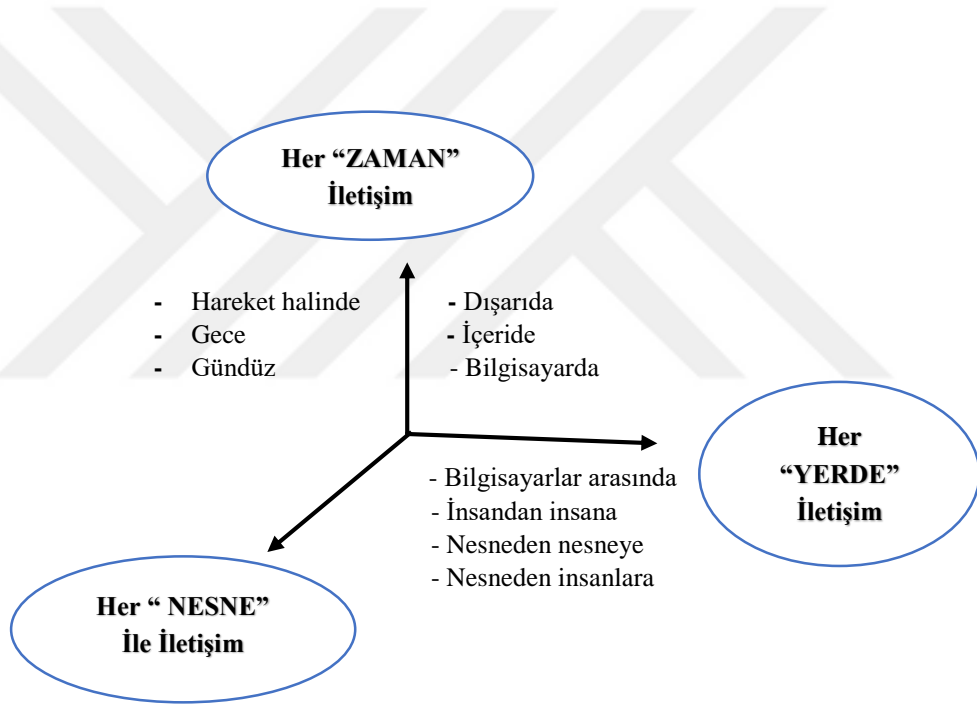 Her “ZAMAN”
İletişim
- Hareket halinde
- Gece
- Gündüz
- Dışarıda
- İçeride
- Bilgisayarda
Her
“YERDE”
İletişim
- Bilgisayarlar arasında
- İnsandan insana
- Nesneden nesneye
- Nesneden insanlara
Her “ NESNE”
İle İletişim